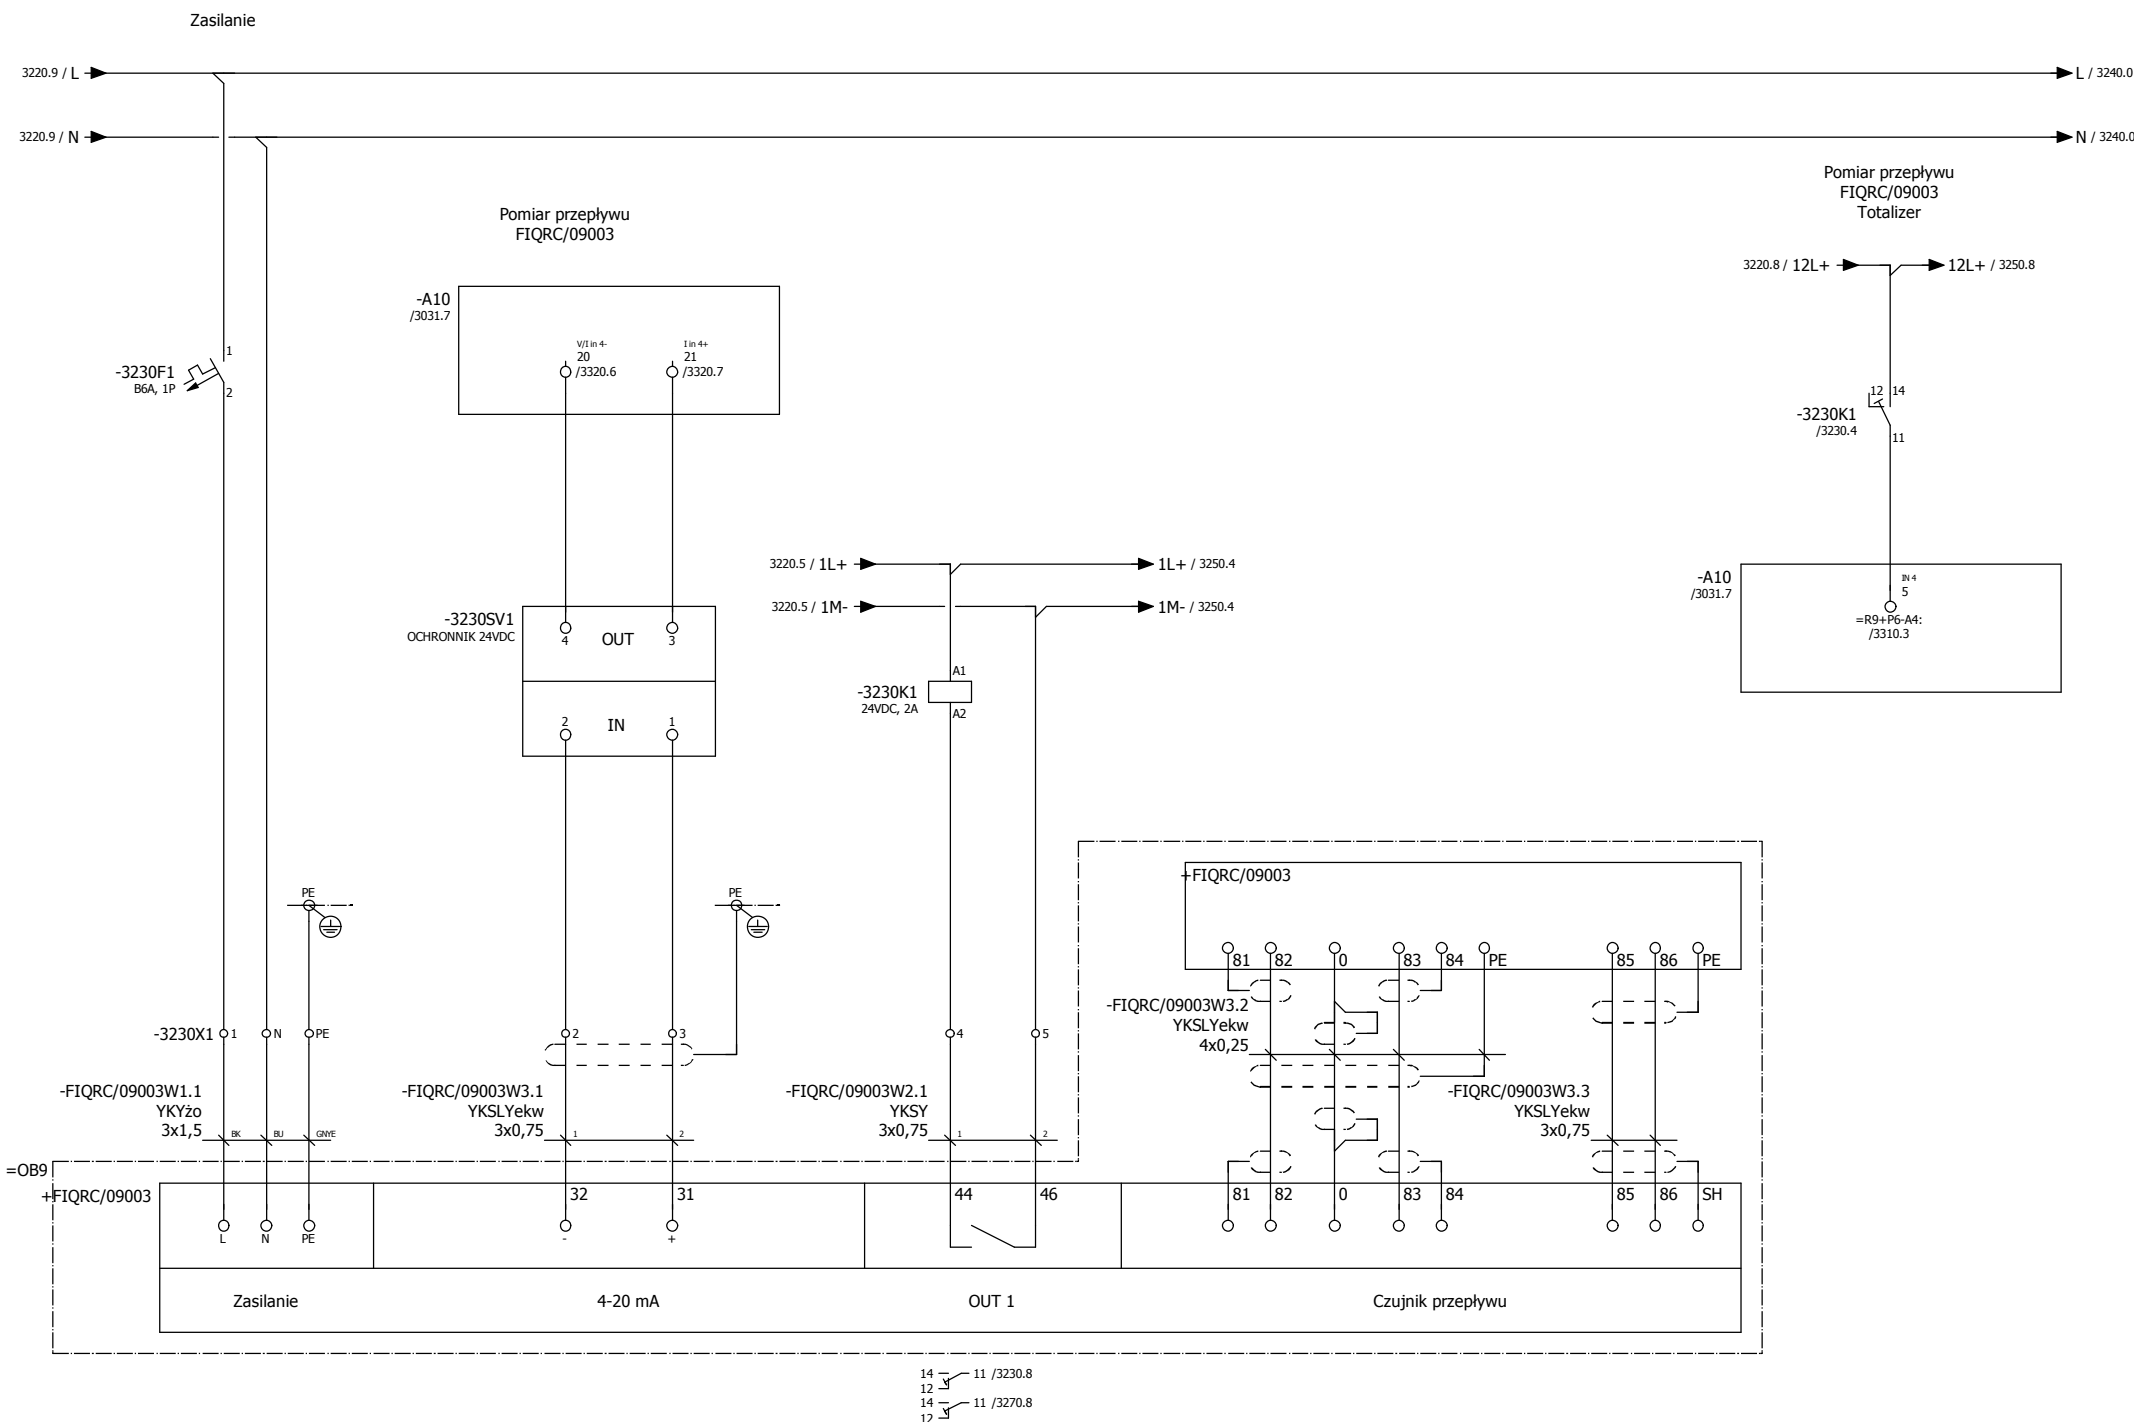 Zasilanie
3220.9 / L
L / 3240.0
3220.9 / N
N / 3240.0
Pomiar przepływu
FIQRC/09003
Totalizer
Pomiar przepływu
FIQRC/09003
3220.8 / 12L+
12L+ / 3250.8
-A10
/3031.7
V/I in 4-
20
/3320.6
I in 4+
21
/3320.7
1
-3230F1
B6A, 1P
2
12 14
-3230K1
/3230.4
11
3220.5 / 1L+
1L+ / 3250.4
3220.5 / 1M-
1M- / 3250.4
-3230SV1
OCHRONNIK 24VDC
4 OUT 3
2 IN 1
-A10
/3031.7
IN 4
5
=R9+P6-A4:
/3310.3
A1
-3230K1
24VDC, 2A
A2
PE
PE
+FIQRC/09003
81 82 0 83 84 PE 85 86 PE
-FIQRC/09003W3.2
YKSLYekw
4x0,25
-3230X1 1 N PE 2 3 4 5
-FIQRC/09003W1.1
YKYżo
3x1,5
BK BU GNYE
-FIQRC/09003W3.1
YKSLYekw
3x0,75
1 2
-FIQRC/09003W2.1
YKSY
3x0,75
1 2
-FIQRC/09003W3.3
YKSLYekw
3x0,75
=OB9
+FIQRC/09003
32 31 44 46 81 82 0 83 84 85 86 SH
L N PE - +
Zasilanie 4-20 mA OUT 1 Czujnik przepływu
14 11 /3230.8
12
14 11 /3270.8
12